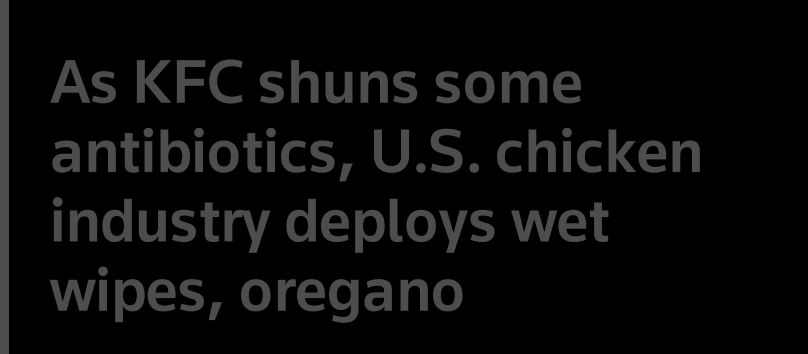 As KFC shuns some
antibiotics, U.S. chicken
industry deploys wet
wipes, oregano